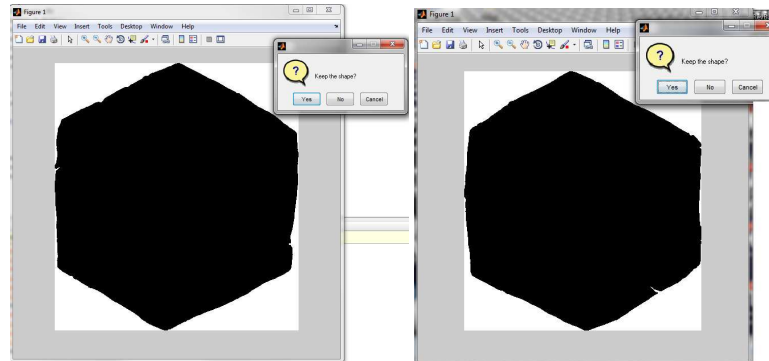 Figure 1
File Edit View Insert Tools Desktop Window Help
?
Keep the shape?
Yes No Cancel
Figure 1
File Edit View Insert Tools Desktop Window Help
?
Keep the shape?
Yes No Cancel